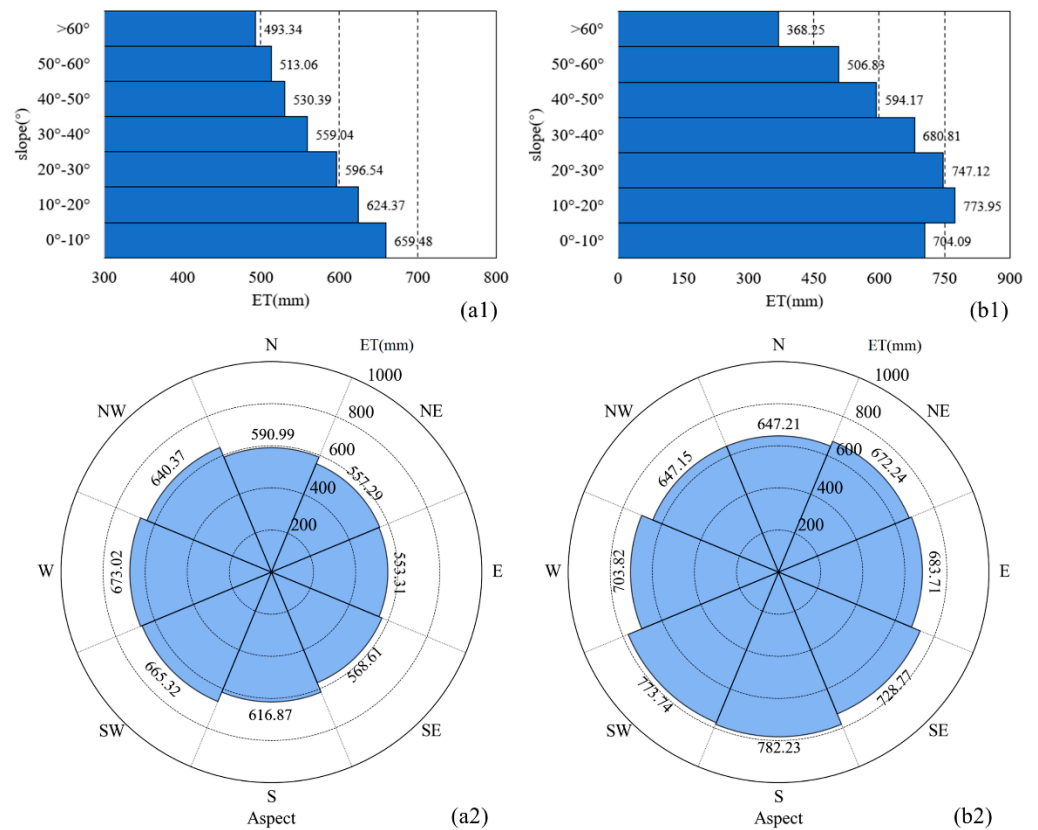 >60°
493.34
50°-60°
513.06
40°-50°
530.39
30°-40°
559.04
20°-30°
596.54
10°-20°
624.37
0°-10°
659.48
slope(°)
300 400 500 600 700 800
ET(mm)
(a1)
>60°
368.25
50°-60°
506.83
40°-50°
594.17
30°-40°
680.81
20°-30°
747.12
10°-20°
773.95
0°-10°
704.09
slope(°)
0 150 300 450 600 750 900
ET(mm)
(b1)
N
ET(mm)
1000
800
600
400
200
NW
NE
W
E
SW
SE
S
590.99
557.29
553.31
568.61
616.87
665.32
673.02
640.37
Aspect
(a2)
N
ET(mm)
1000
800
600
400
200
NW
NE
W
E
SW
SE
S
647.21
672.24
683.71
728.77
782.23
773.74
703.82
647.15
Aspect
(b2)